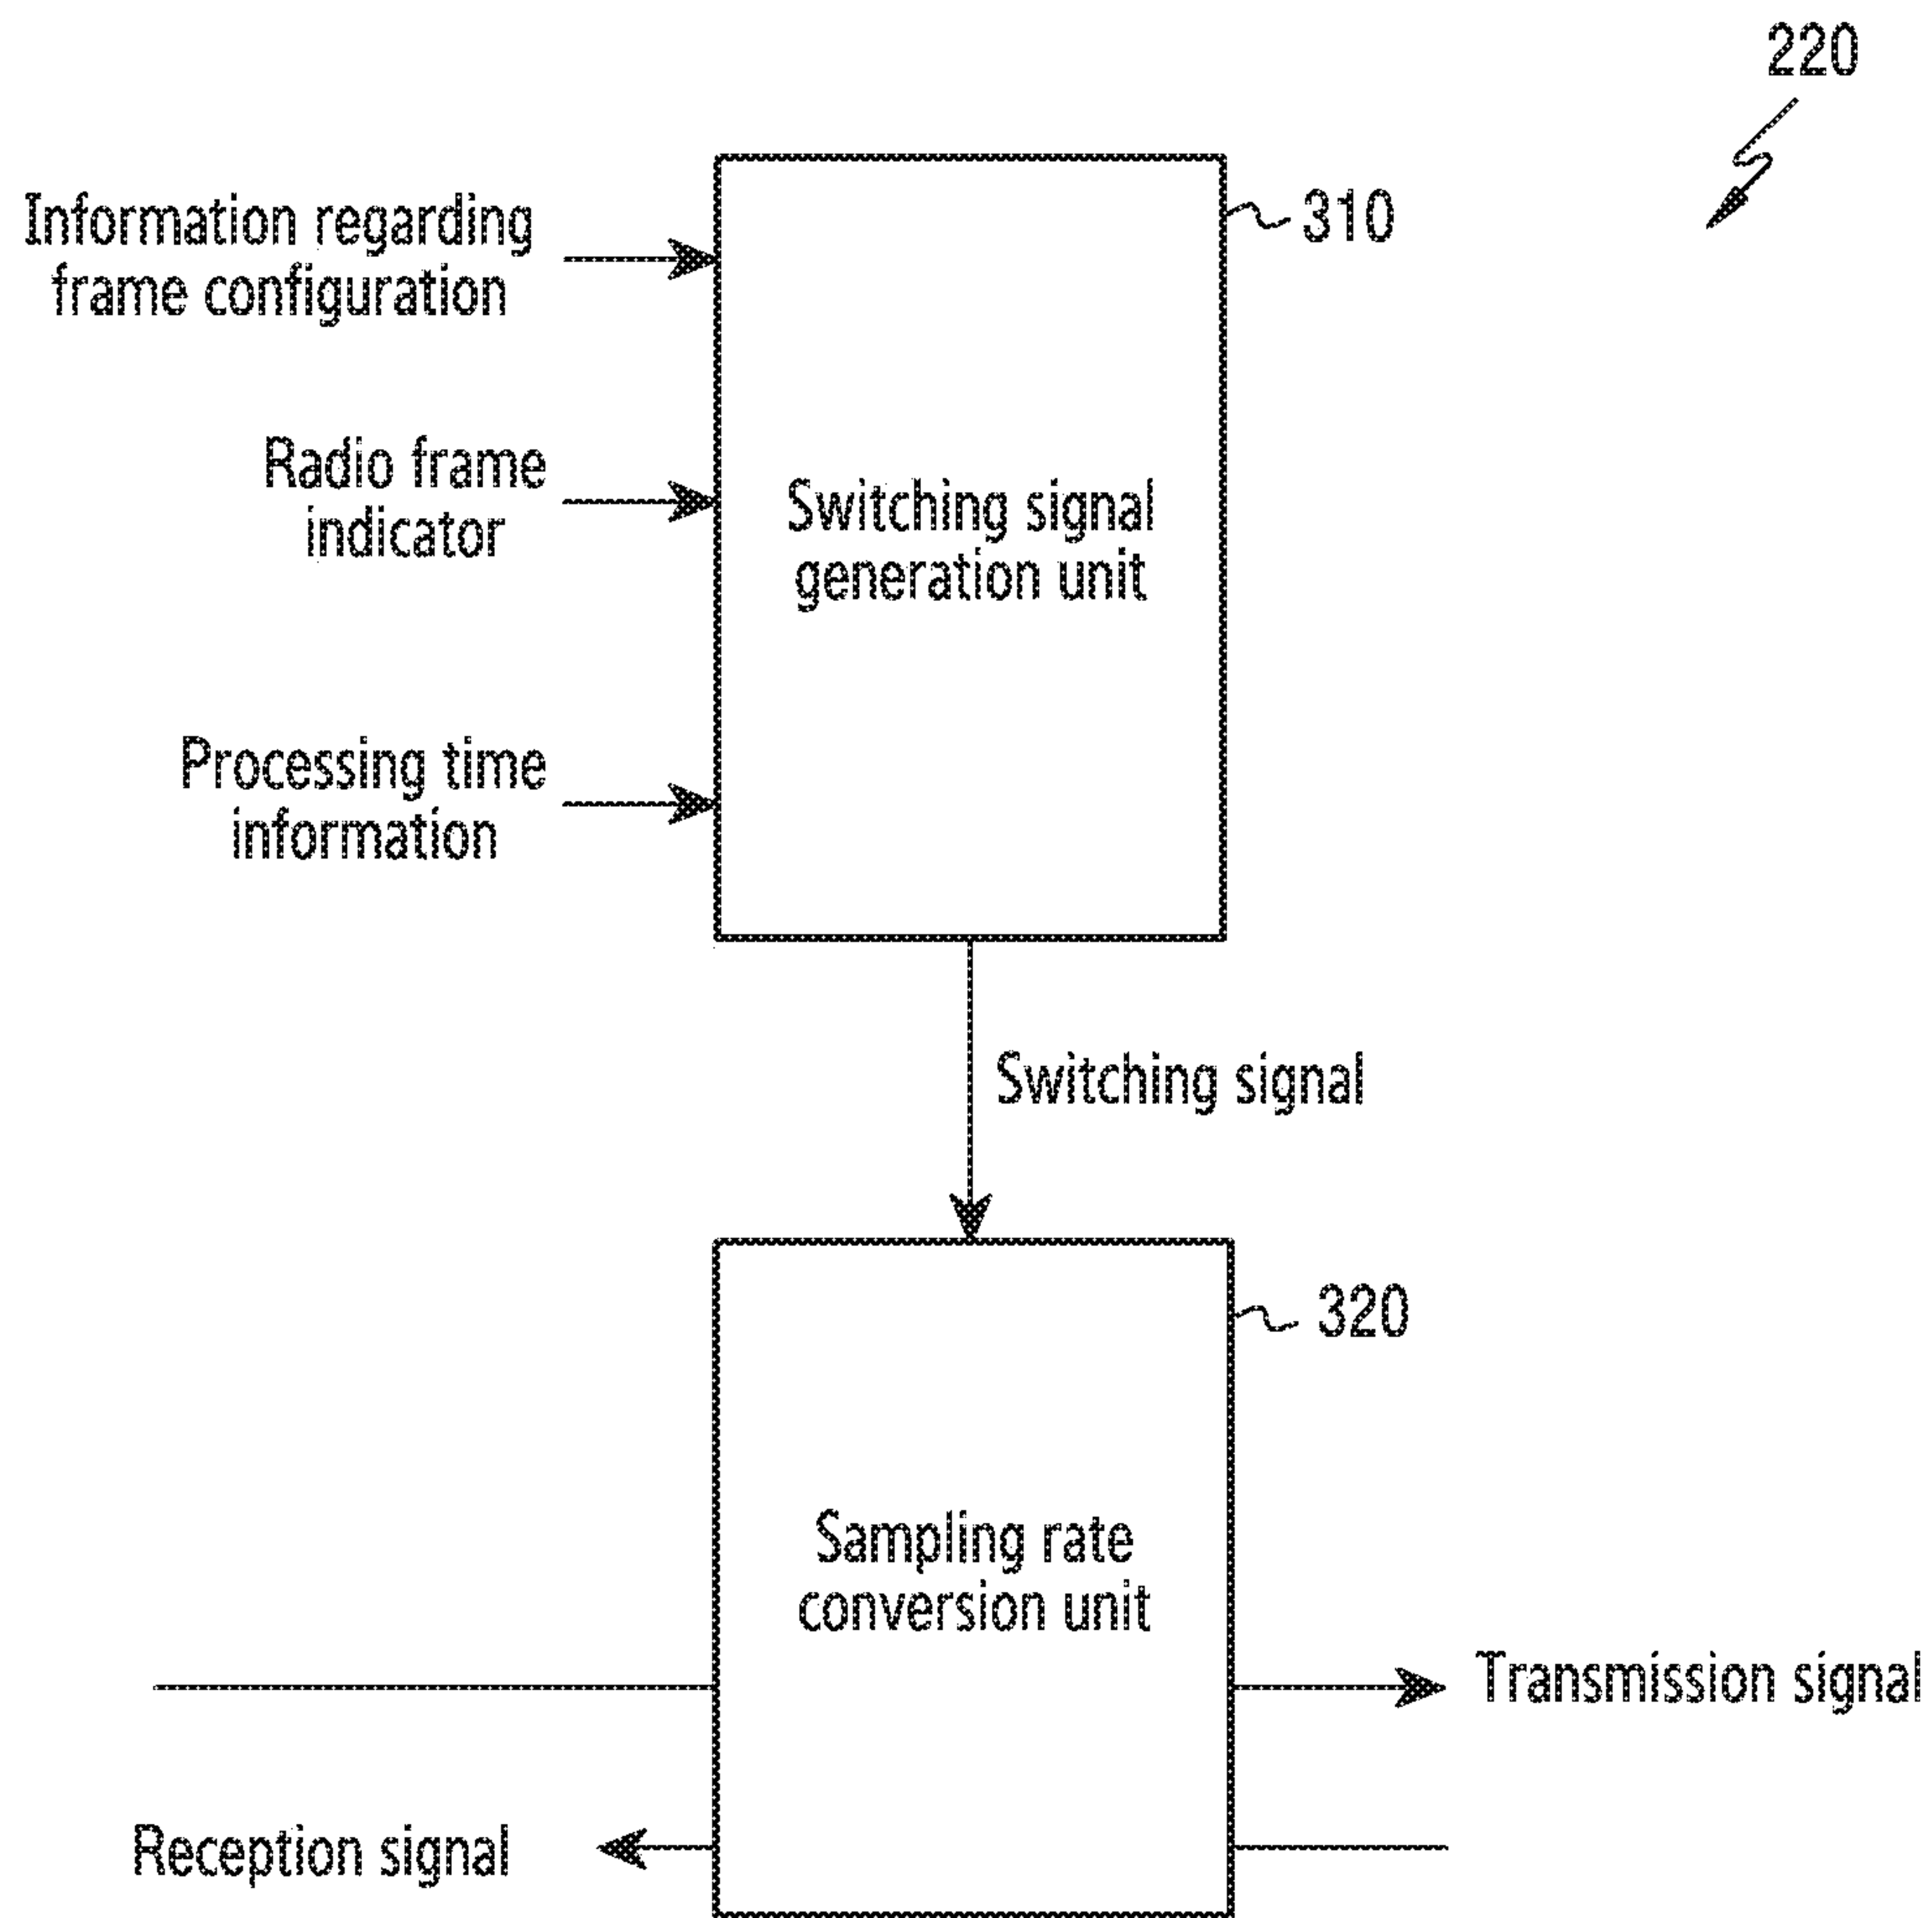 220
Information regarding
frame configuration
310
Radio frame
indicator
Switching signal
generation unit
Processing time
information
Switching signal
320
Sampling rate
conversion unit
Transmission signal
Reception signal